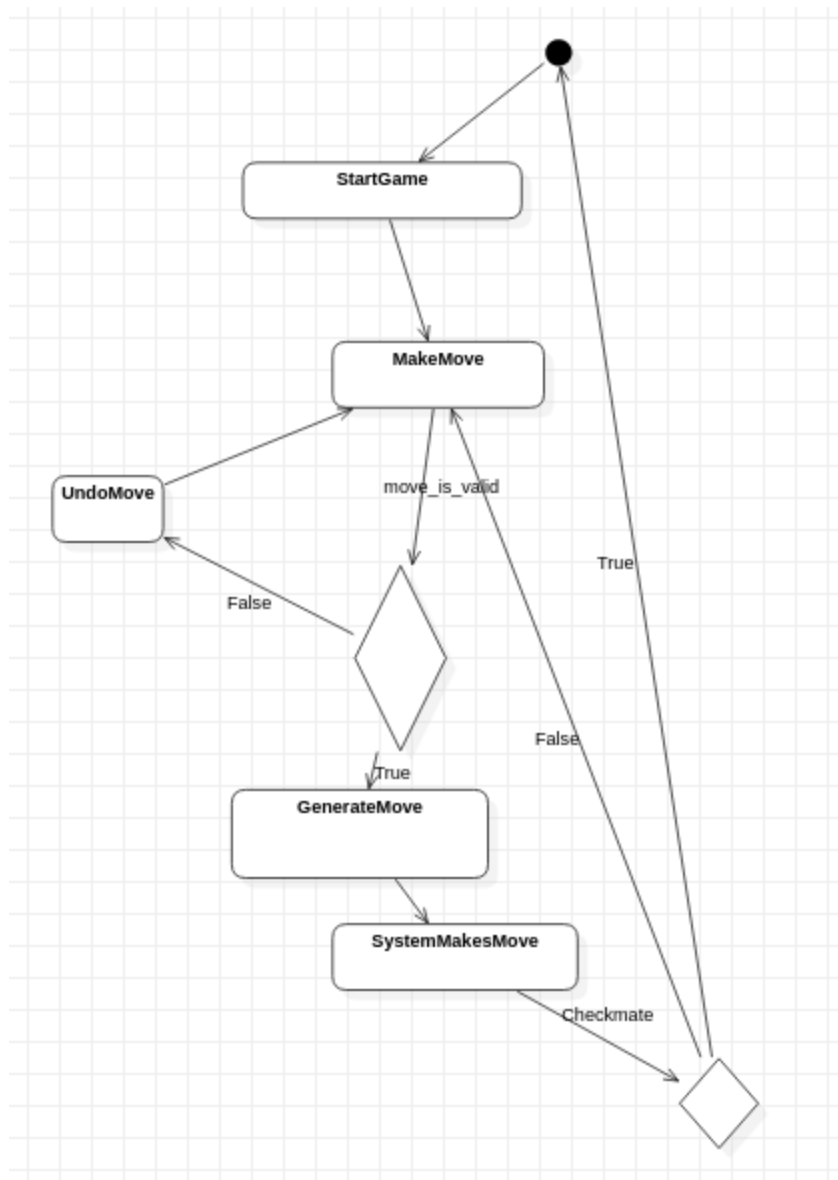 StartGame
MakeMove
move_is_valid
UndoMove
True
False
False
True
GenerateMove
SystemMakesMove
Checkmate